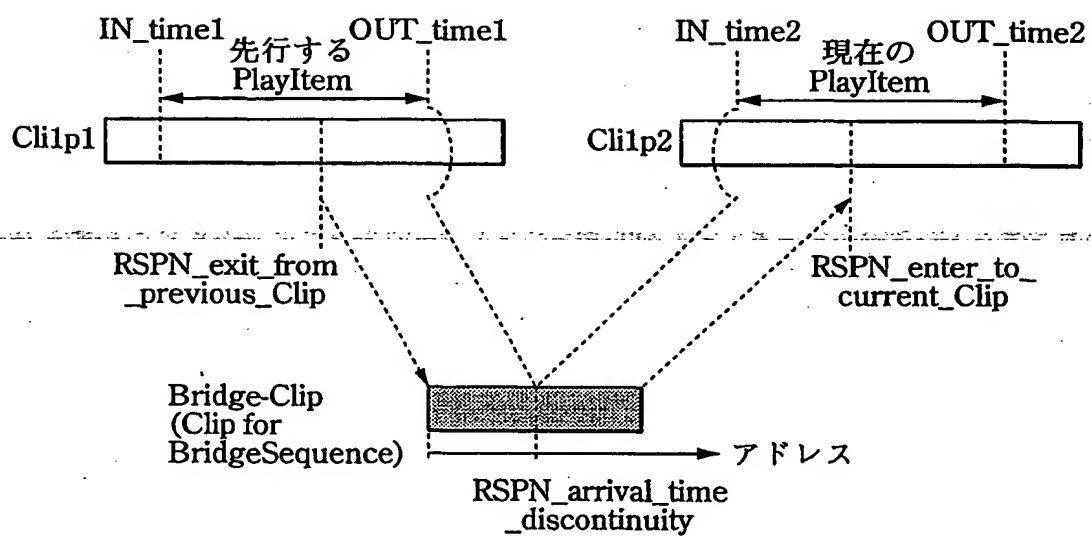 IN_time1
先行する
PlayItem
OUT_time1
IN_time2
現在の
PlayItem
OUT_time2
Cli1p1
Cli1p2
RSPN_exit_from
_previous_Clip
RSPN_enter_to_
current_Clip
Bridge-Clip
(Clip for
BridgeSequence)
アドレス
RSPN_arrival_time
_discontinuity